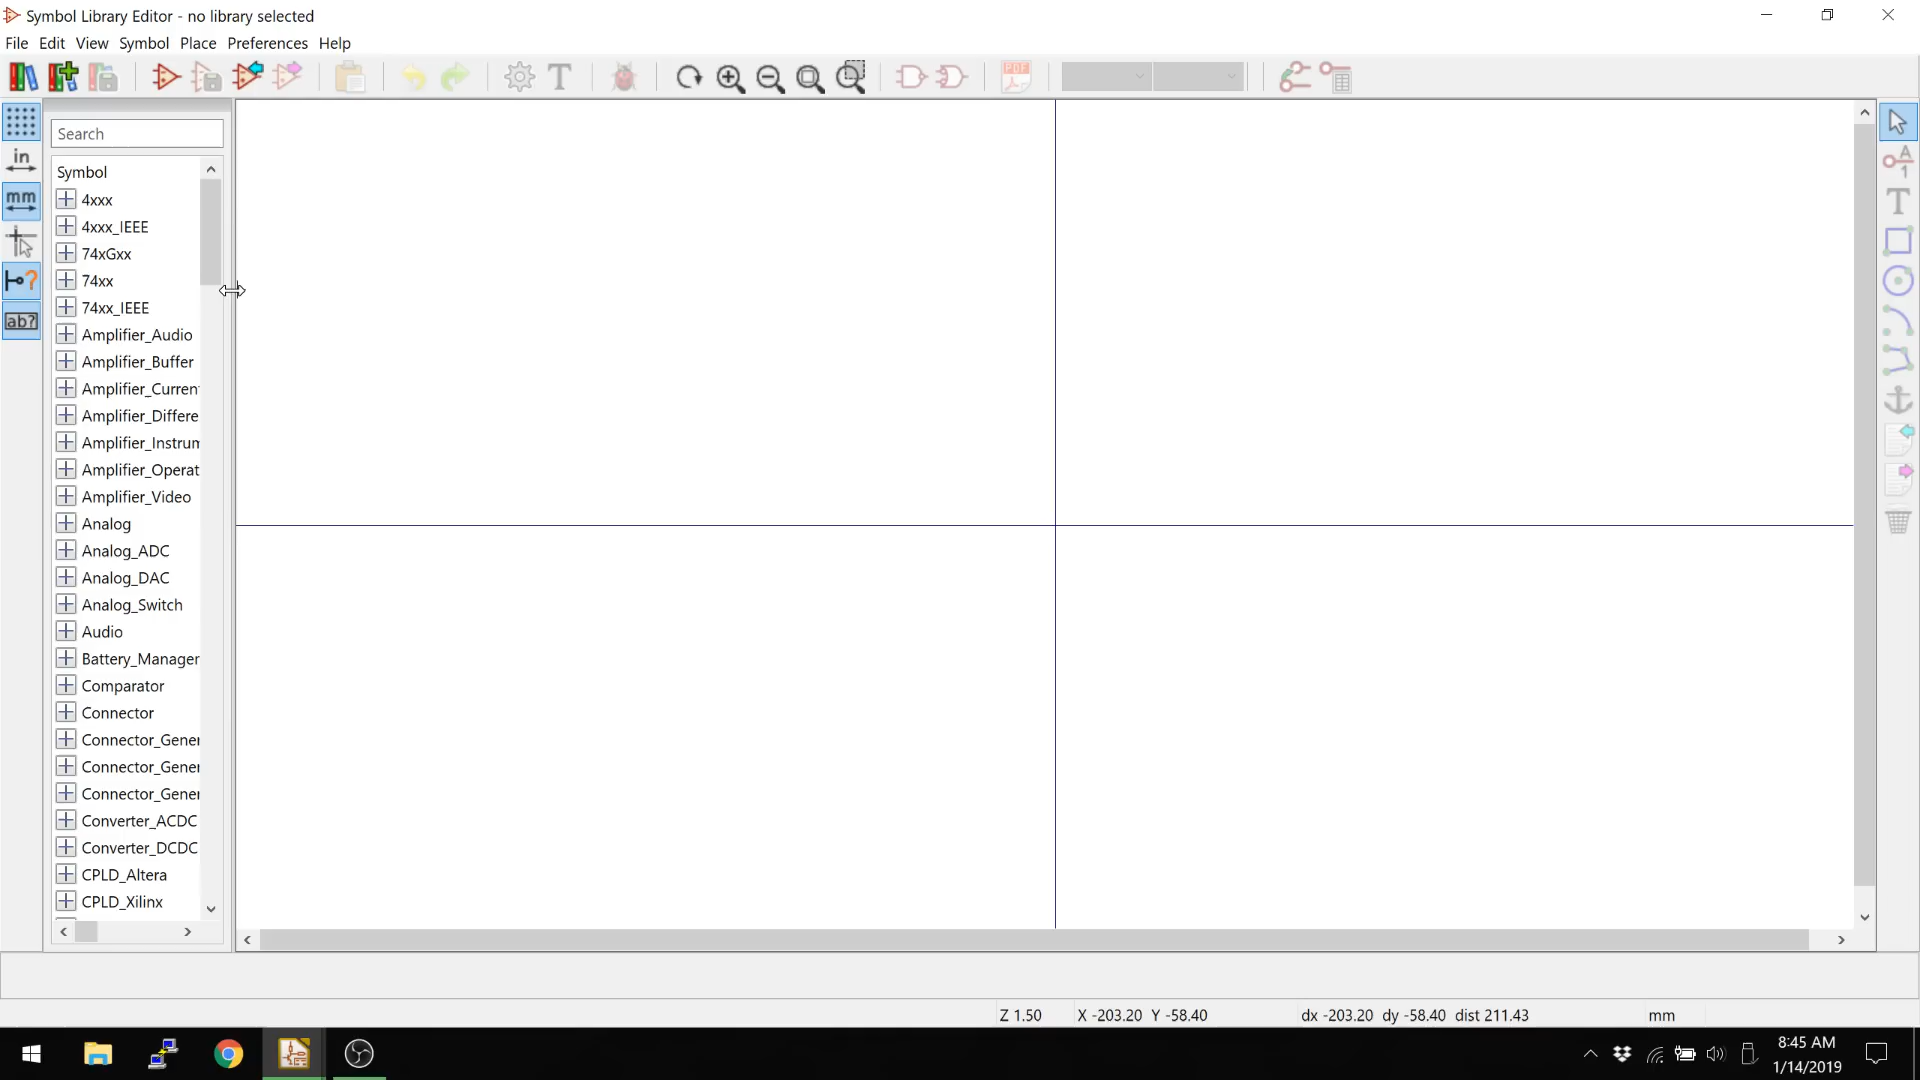 Symbol Library Editor - no library selected
File Edit View Symbol Place Preferences Help
PDF
in
mm
ab?
Search
Symbol
4xxx
4xxx_IEEE
74xGxx
74xx
74xx_IEEE
Amplifier_Audio
Amplifier_Buffer
Amplifier_Curren
Amplifier_Differe
Amplifier_Instrum
Amplifier_Operat
Amplifier_Video
Analog
Analog_ADC
Analog_DAC
Analog_Switch
Audio
Battery_Manager
Comparator
Connector
Connector_Gener
Connector_Gener
Connector_Gener
Converter_ACDC
Converter_DCDC
CPLD_Altera
CPLD_Xilinx
A
1
T
Z 1.50 X -203.20 Y -58.40 dx -203.20 dy -58.40 dist 211.43 mm
8:45 AM
1/14/2019